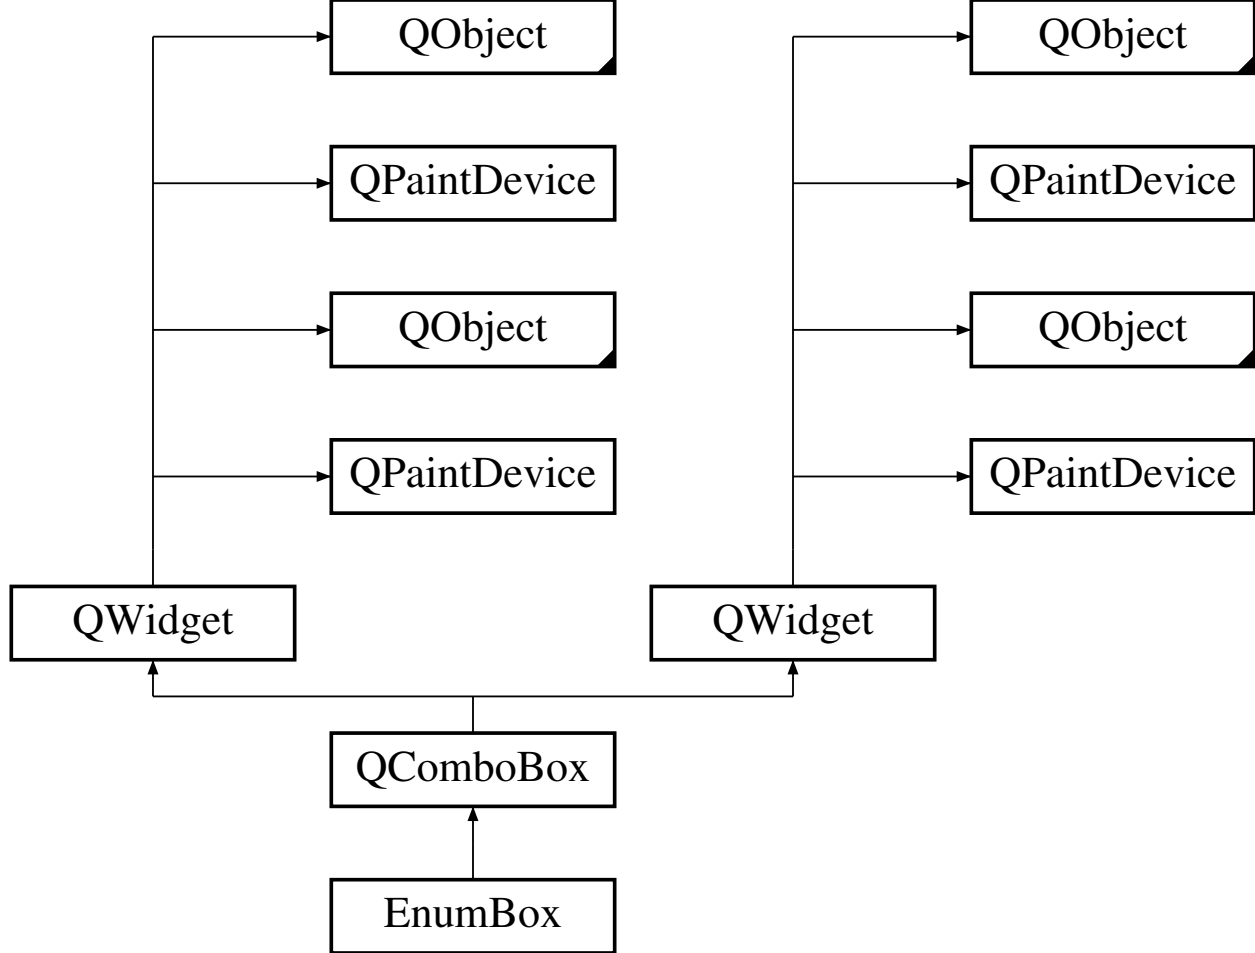 QObject
QObject
QPaintDevice
QPaintDevice
QObject
QObject
QPaintDevice
QPaintDevice
QWidget
QWidget
QComboBox
EnumBox